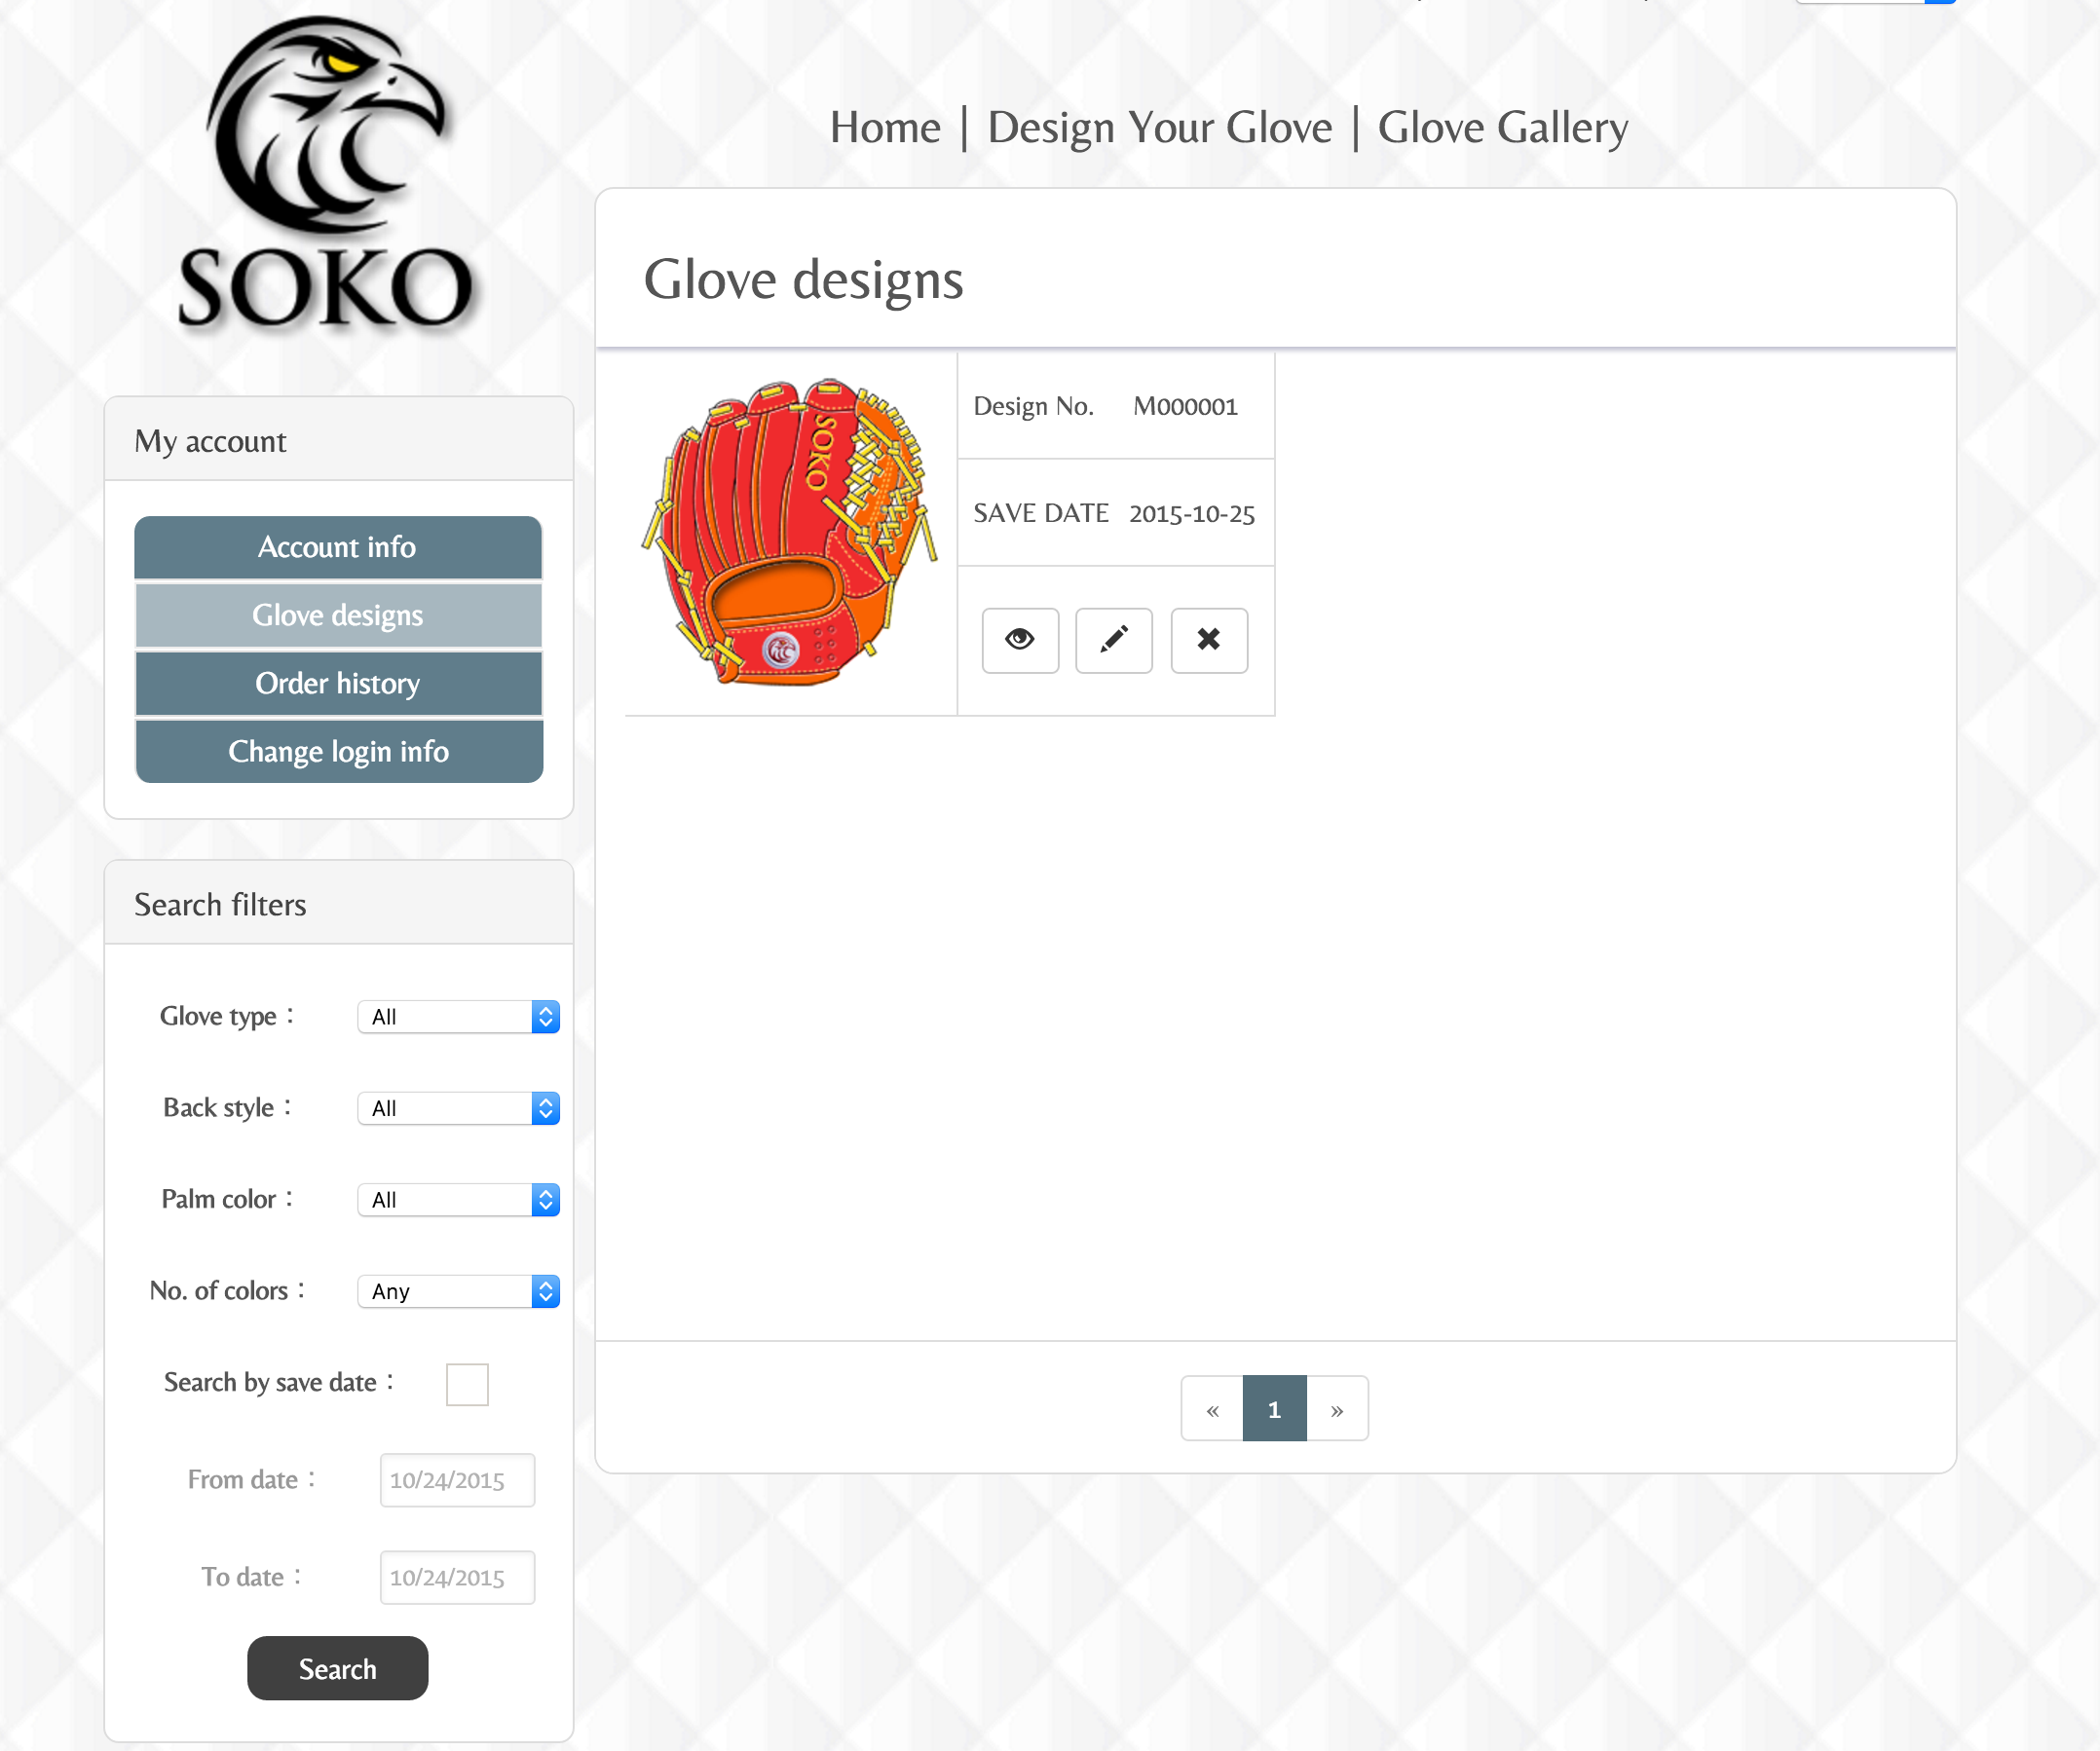 SOKO
Home | Design Your Glove | Glove Gallery
Glove designs
SOKO
Design No. M000001
SAVE DATE 2015-10-25
« 1 »
My account
Account info
Glove designs
Order history
Change login info
Search filters
Glove type : All
Back style : All
Palm color : All
No. of colors : Any
Search by save date :
From date : 10/24/2015
To date : 10/24/2015
Search